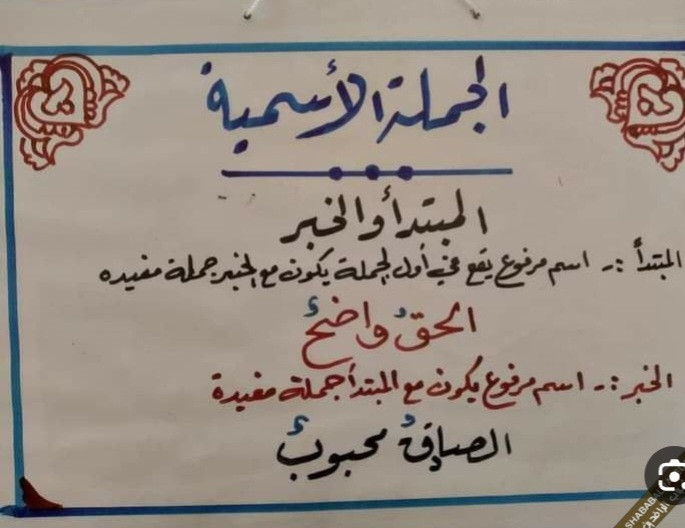 الجملة الأسمية
المبتدأ والخبر
المبتدأ :- اسم مرفوع يقع في أول الجملة يكون مع الخبر جملة مفيده
الحقُ واضحٌ
الخبر :- اسم مرفوع يكون مع المبتدأ جملة مفيدة
الصادقُ محبوبٌ
SHABAB